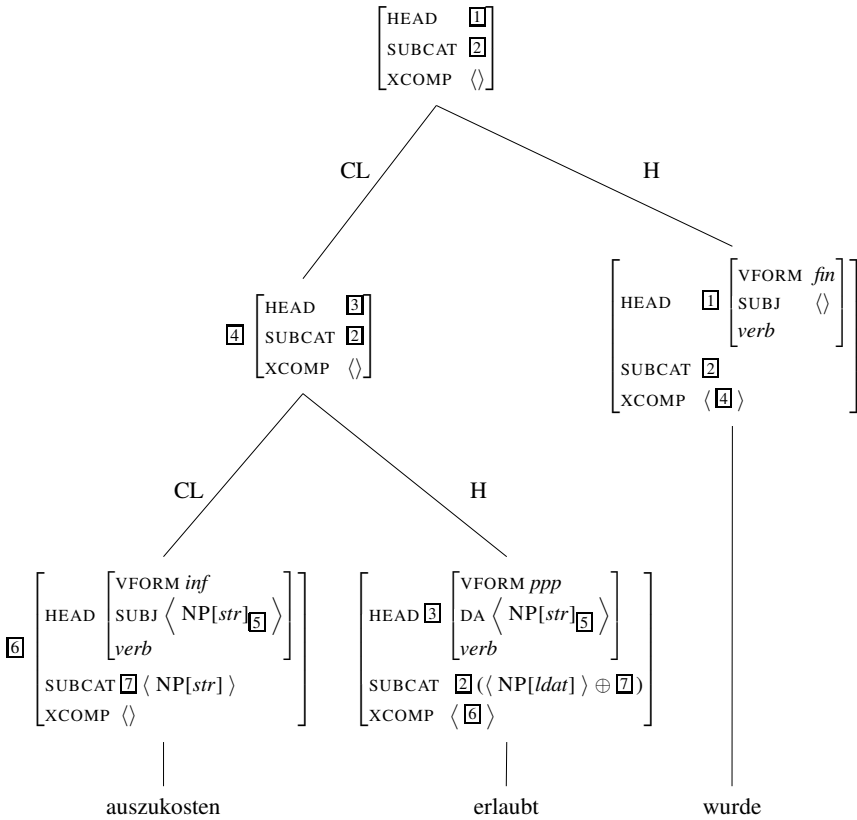 HEAD 1
SUBCAT 2
XCOMP ⟨⟩
CL H
VFORM fin
HEAD 1 SUBJ ⟨⟩
verb
SUBCAT 2
XCOMP ⟨ 4 ⟩
HEAD 3
4 SUBCAT 2
XCOMP ⟨⟩
CL H
VFORM inf
HEAD SUBJ ⟨ NP[str]5 ⟩
verb
6
SUBCAT 7 ⟨ NP[str] ⟩
XCOMP ⟨⟩
VFORM ppp
HEAD 3 DA ⟨ NP[str]5 ⟩
verb
SUBCAT 2 (⟨ NP[ldat] ⟩ ⊕ 7 )
XCOMP ⟨ 6 ⟩
auszukosten erlaubt wurde